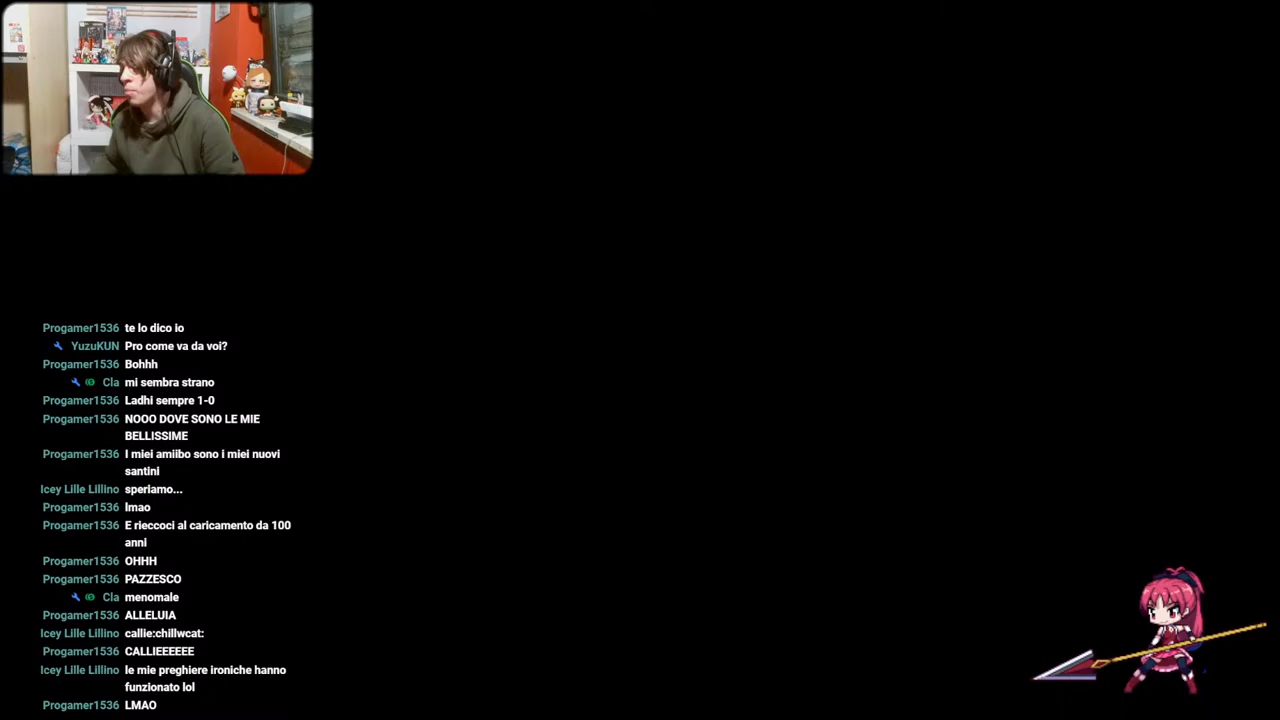 Progamer1536 te lo dico io
YuzuKUN Pro come va da voi?
Progamer1536 Bohhh
Cla mi sembra strano
Progamer1536 Ladhi sempre 1-0
Progamer1536 NOOO DOVE SONO LE MIE
BELLISSIME
Progamer1536 I miei amiibo sono i miei nuovi
santini
Icey Lille Lillino speriamo...
Progamer1536 lmao
Progamer1536 E rieccoci al caricamento da 100
anni
Progamer1536 OHHH
Progamer1536 PAZZESCO
Cla menomale
Progamer1536 ALLELUIA
Icey Lille Lillino callie:chillwcat:
Progamer1536 CALLIEEEEEE
Icey Lille Lillino le mie preghiere ironiche hanno
funzionato lol
Progamer1536 LMAO